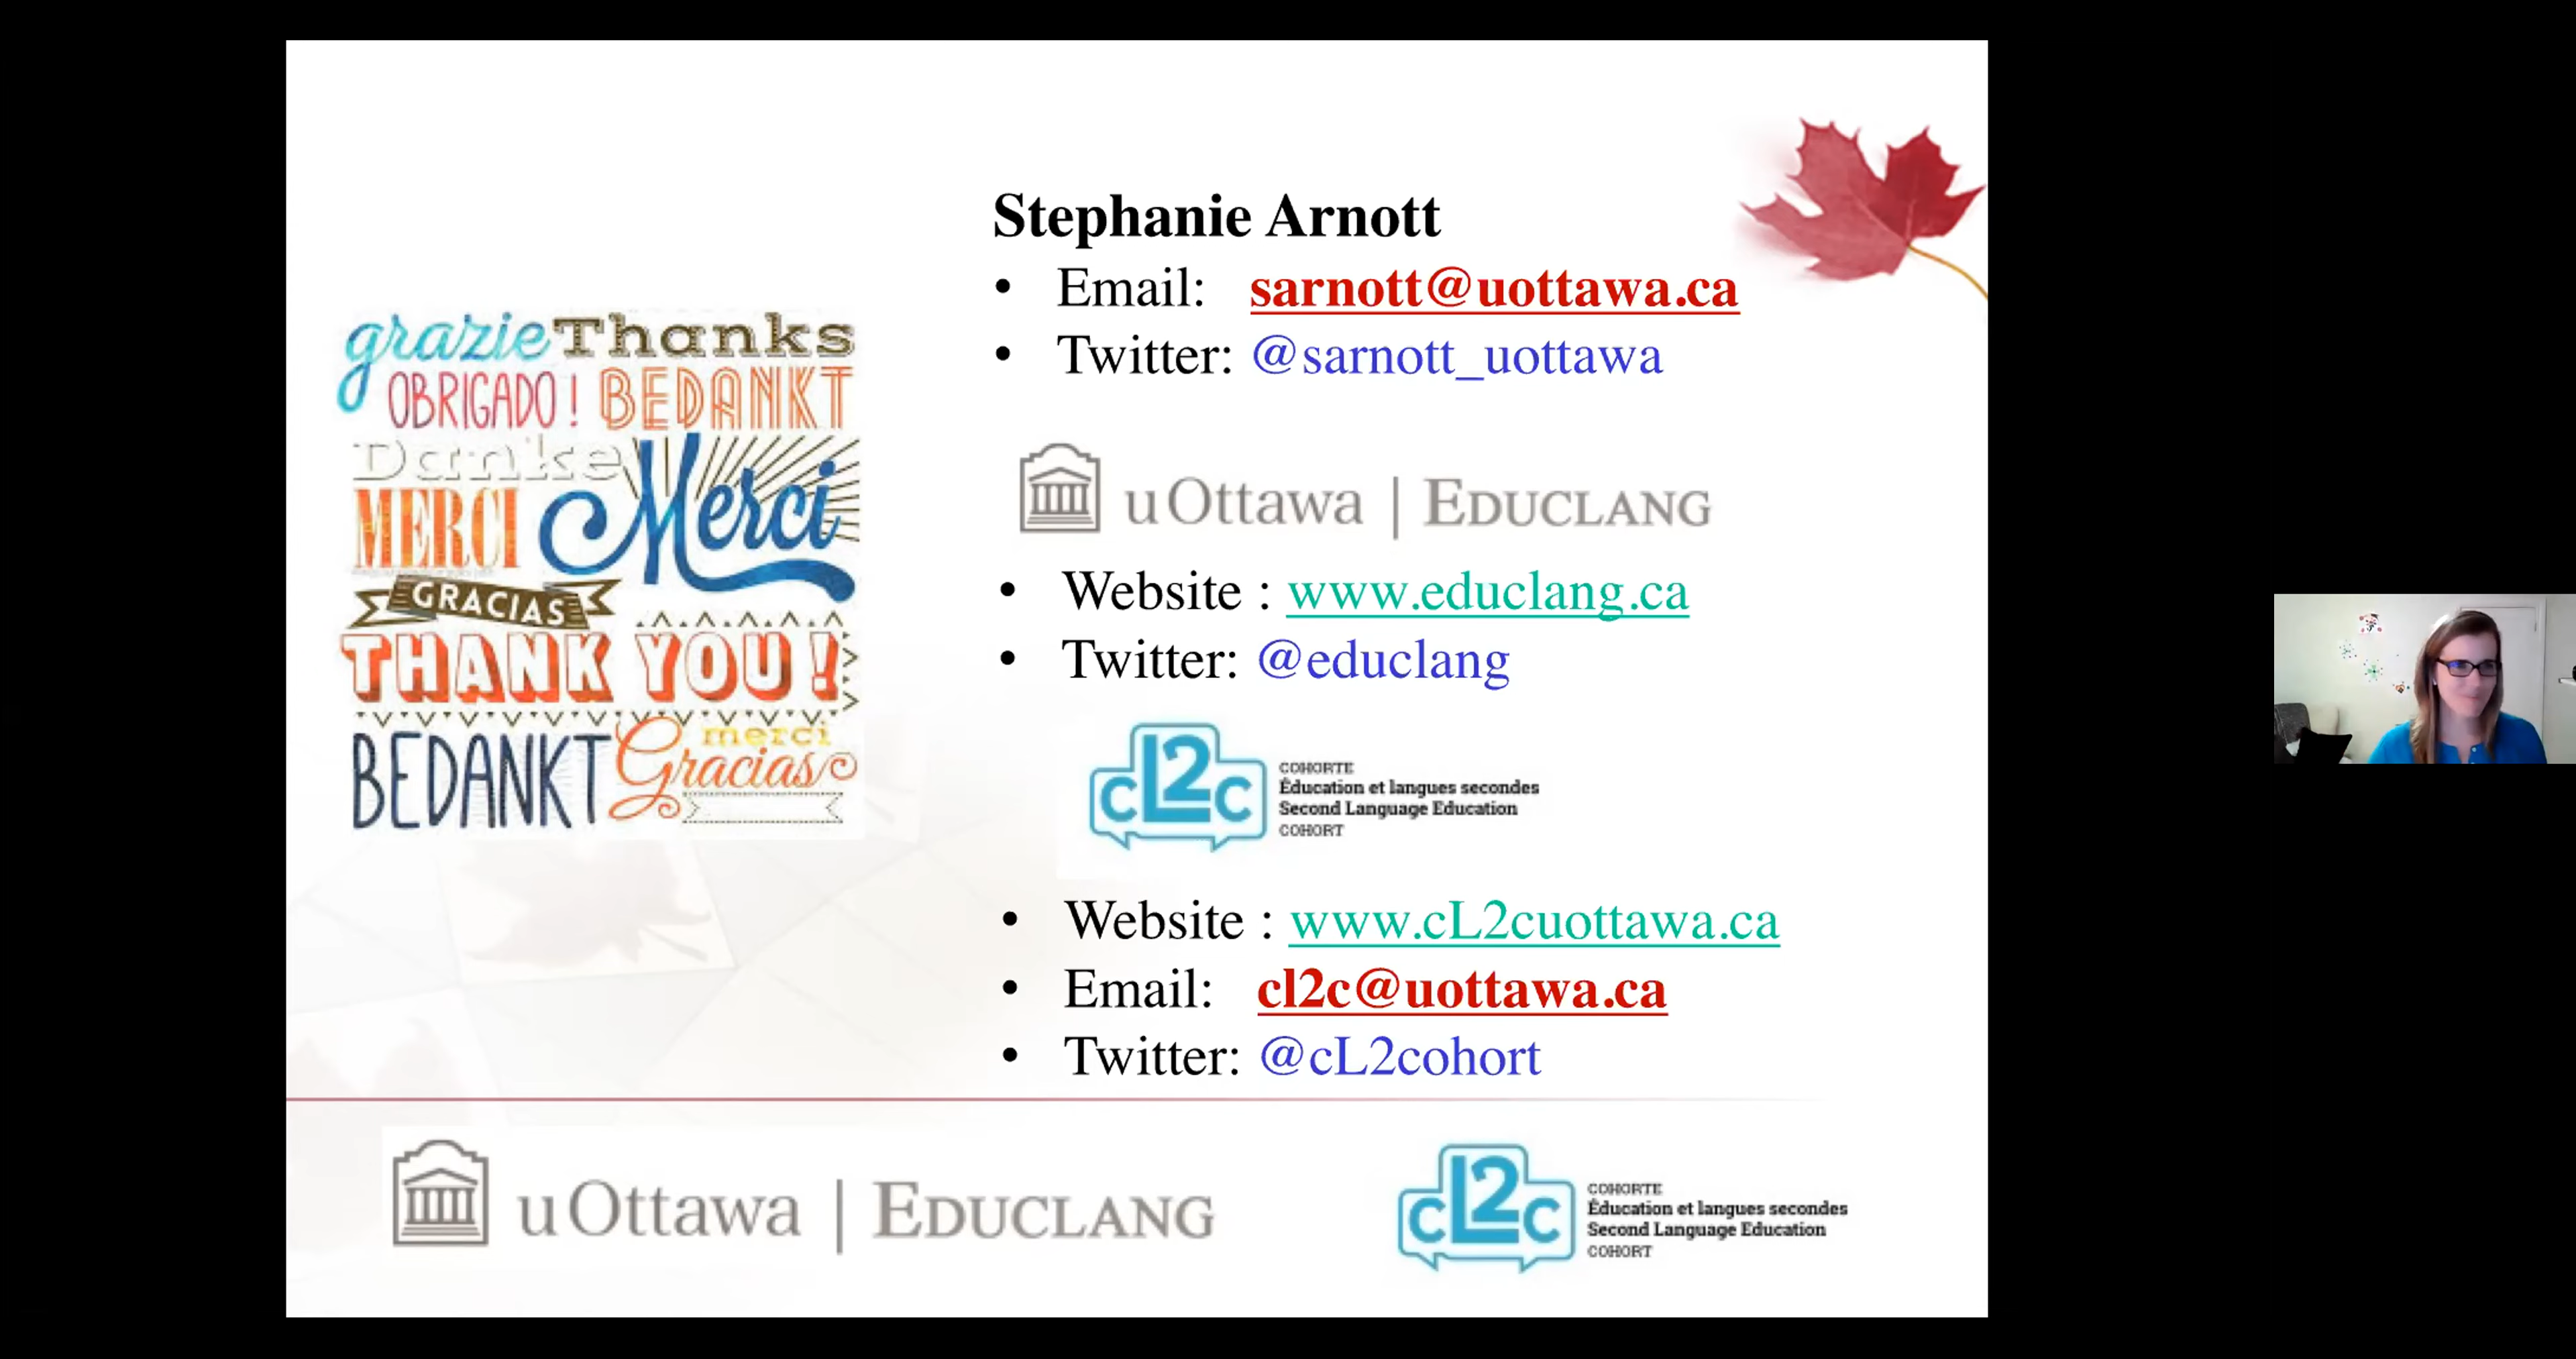 Stephanie Arnott
• Email: sarnott@uottawa.ca
• Twitter: @sarnott_uottawa
grazie Thanks
OBRIGADO! BEDANKT
Danke
MERCI Merci
GRACIAS
THANK YOU!
merci
BEDANKT Gracias
uOttawa | EDUCLANG
• Website : www.educlang.ca
• Twitter: @educlang
cL2c
COHORTE
Éducation et langues secondes
Second Language Education
COHORT
• Website : www.cL2cuottawa.ca
• Email: cl2c@uottawa.ca
• Twitter: @cL2cohort
uOttawa | EDUCLANG
cL2c
COHORTE
Éducation et langues secondes
Second Language Education
COHORT